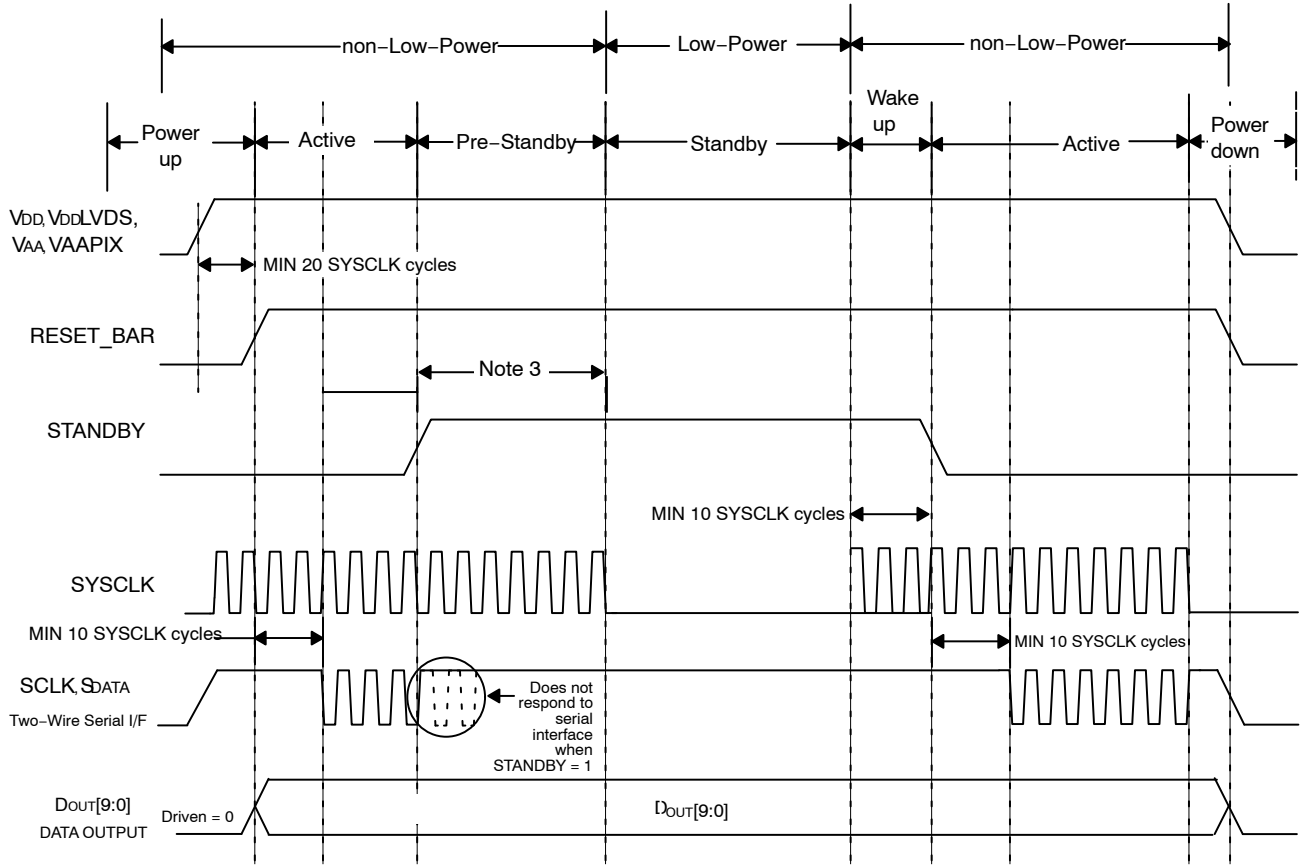 non−Low−Power
Low−Power
non−Low−Power
Power
up
Active
Pre−Standby
Standby
Wake
up
Active
Power
down
VDD, VDDLVDS,
VAA, VAAPIX
MIN 20 SYSCLK cycles
RESET_BAR
Note 3
STANDBY
MIN 10 SYSCLK cycles
SYSCLK
MIN 10 SYSCLK cycles
MIN 10 SYSCLK cycles
SCLK, SDATA
Two−Wire Serial I/F
Does not
respond to
serial
interface
when
STANDBY = 1
DOUT[9:0]
DATA OUTPUT
Driven = 0
DOUT[9:0]